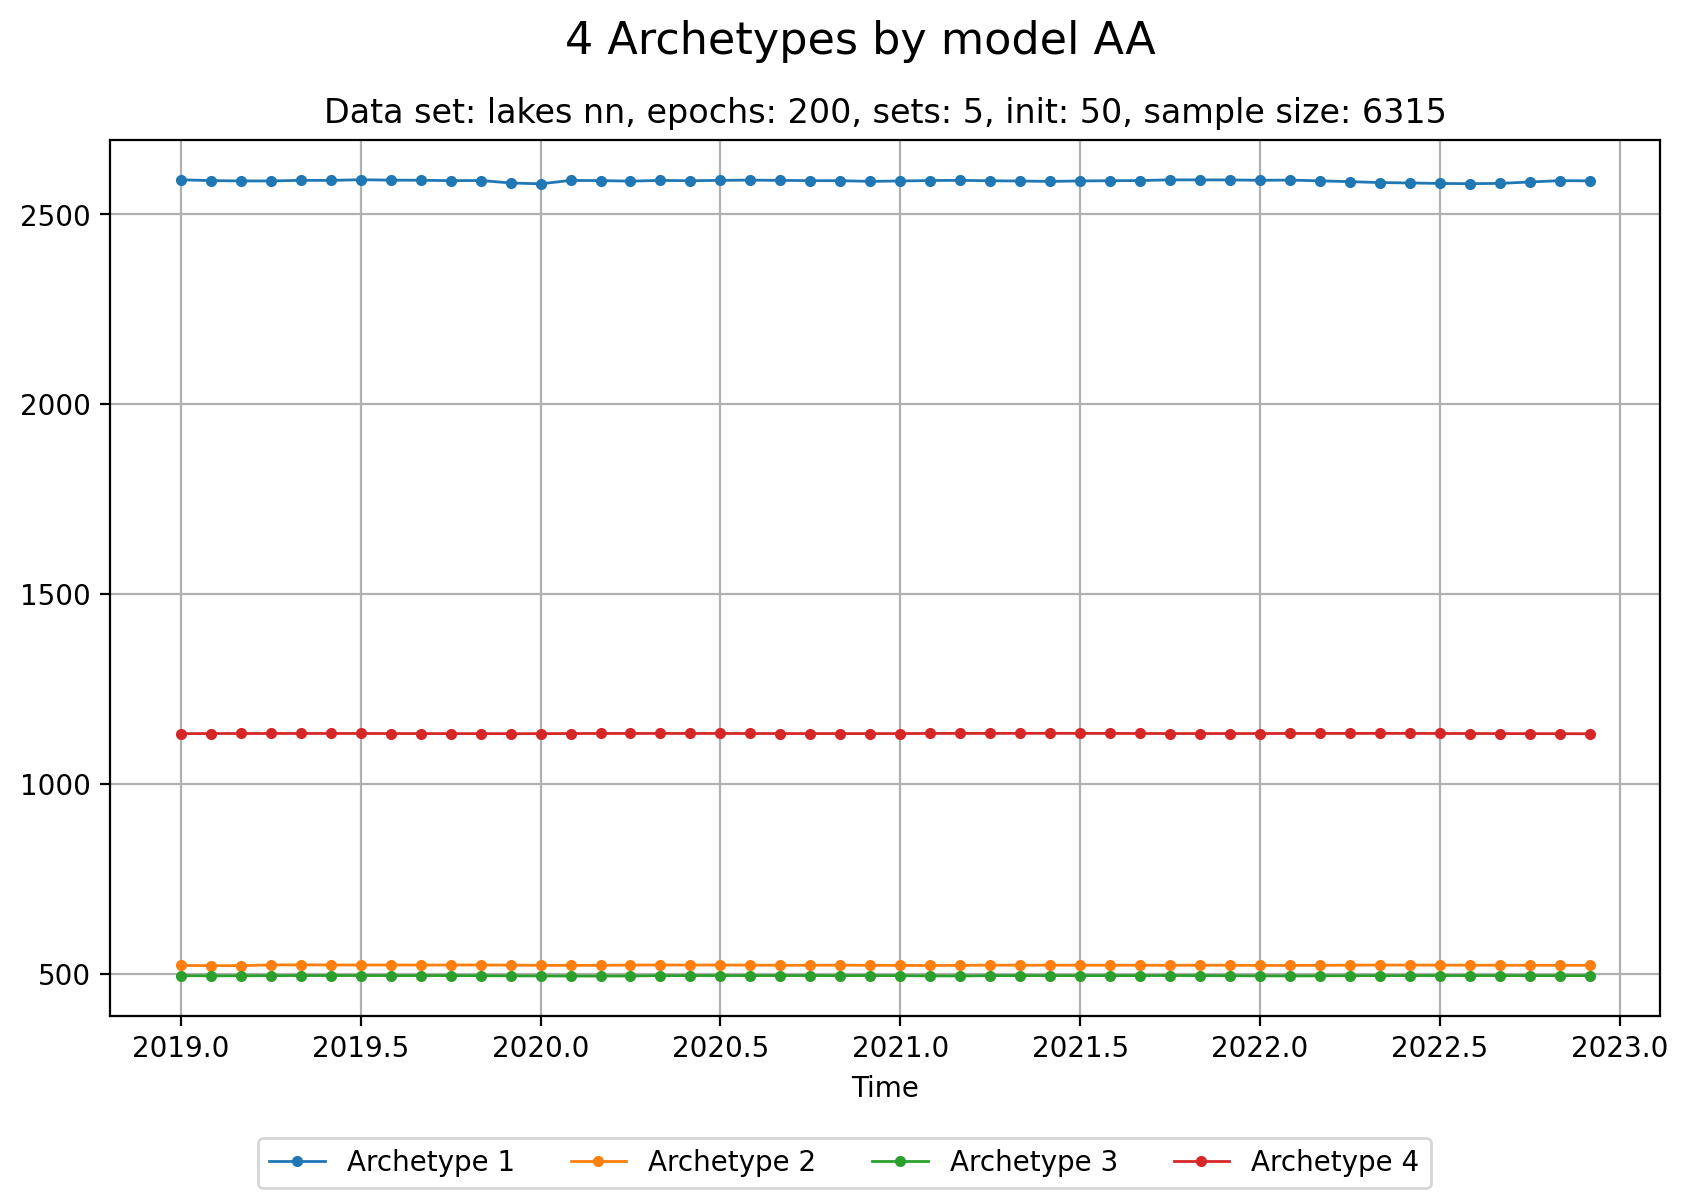 4 Archetypes by model AA
Data set: lakes nn, epochs: 200, sets: 5, init: 50, sample size: 6315
2500
2000
1500
1000
500
2019.0 2019.5 2020.0 2020.5 2021.0 2021.5 2022.0 2022.5 2023.0
Time
Archetype 1 Archetype 2 Archetype 3 Archetype 4